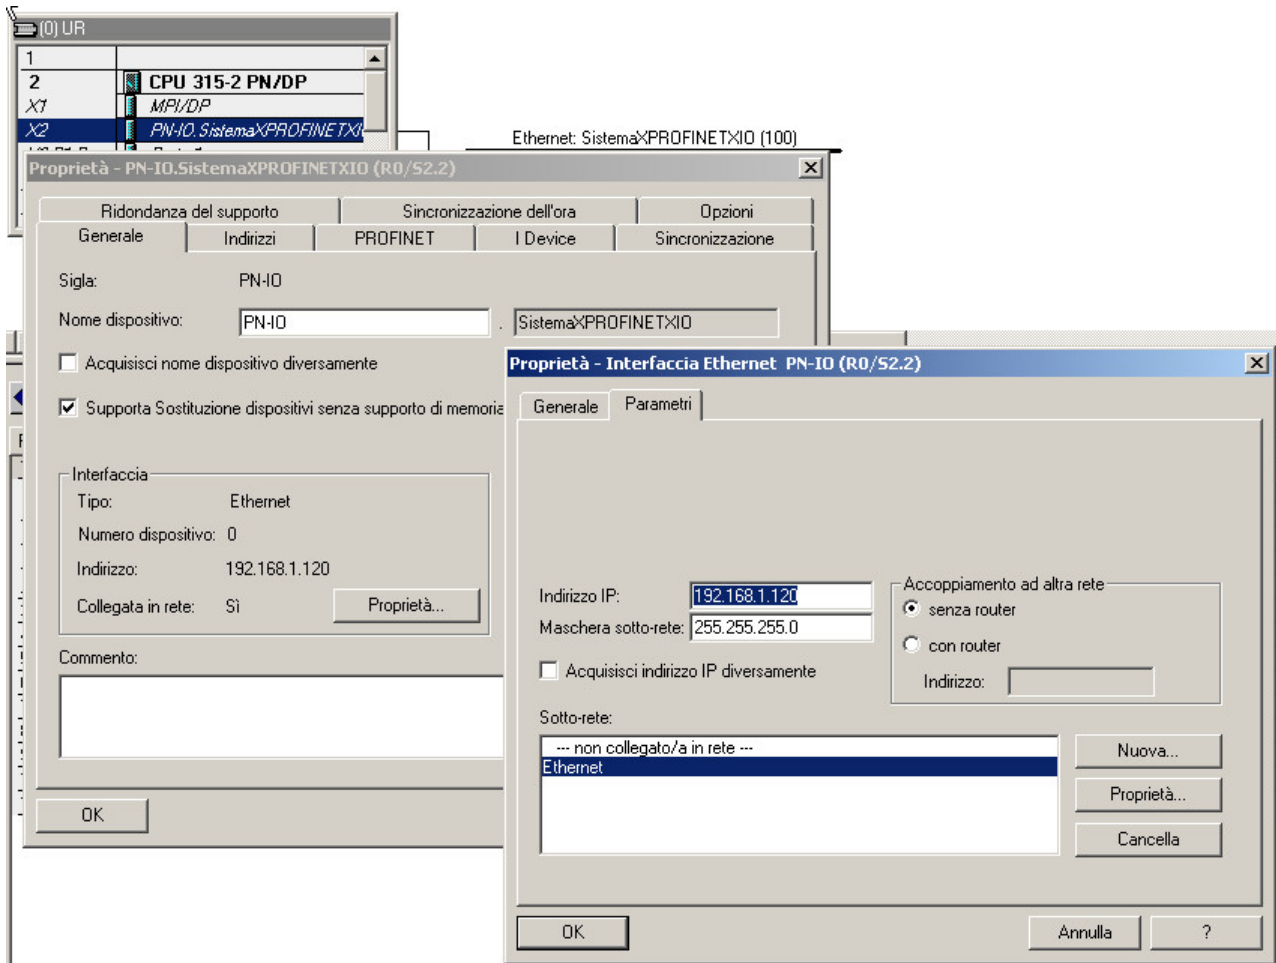 (0) UR
1
2 CPU 315-2 PN/DP
X1 MPI/DP
X2 PN-IO.SistemaXPROFINETXI
Ethernet: SistemaXPROFINETXIO (100)
Proprietà - PN-IO.SistemaXPROFINETXIO (R0/S2.2)
Ridondanza del supporto Sincronizzazione dell'ora Opzioni
Generale Indirizzi PROFINET I Device Sincronizzazione
Sigla: PN-IO
Nome dispositivo: PN-IO . SistemaXPROFINETXIO
Acquisisci nome dispositivo diversamente
Supporta Sostituzione dispositivi senza supporto di memoria
Interfaccia
Tipo: Ethernet
Numero dispositivo: 0
Indirizzo: 192.168.1.120
Collegata in rete: Sì Proprietà...
Commento:
OK
Proprietà - Interfaccia Ethernet PN-IO (R0/S2.2)
Generale Parametri
Indirizzo IP: 192.168.1.120
Maschera sotto-rete: 255.255.255.0
Acquisisci indirizzo IP diversamente
Accoppiamento ad altra rete
senza router
con router
Indirizzo:
Sotto-rete:
--- non collegato/a in rete ---
Ethernet
Nuova...
Proprietà...
Cancella
OK Annulla ?